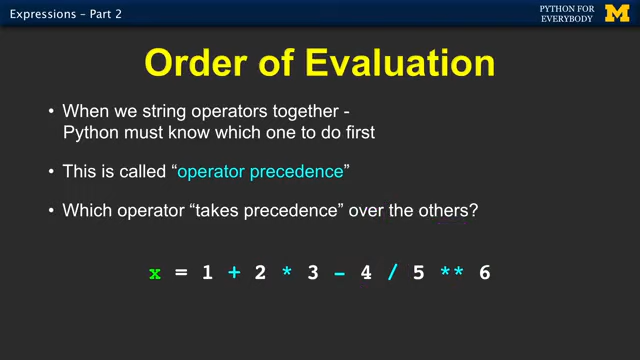 Expressions – Part 2
PYTHON FOR
EVERYBODY
M
Order of Evaluation
• When we string operators together -
Python must know which one to do first
• This is called “operator precedence”
• Which operator “takes precedence” over the others?
x = 1 + 2 * 3 - 4 / 5 ** 6